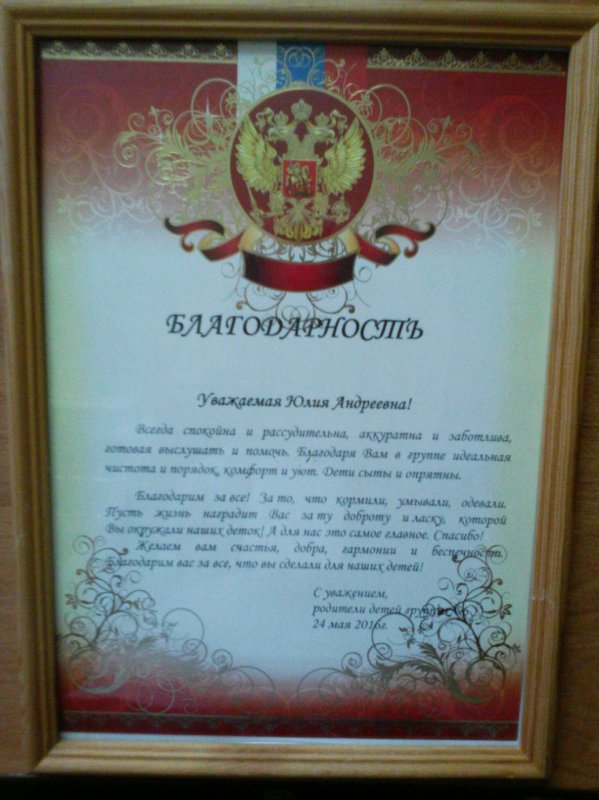 БЛАГОДАРНОСТЬ
Уважаемая Юлия Андреевна!
Всегда спокойна и рассудительна, аккуратна и заботлива,
готовая выслушать и помочь. Благодаря Вам в группе идеальная
чистота и порядок, комфорт и уют. Дети сыты и опрятны.
Благодарим за все! За то, что кормили, умывали, одевали.
Пусть жизнь наградит Вас за ту доброту и ласку, которой
Вы окружали наших деток! А для нас это самое главное. Спасибо!
Желаем вам счастья, добра, гармонии и беспечности.
Благодарим вас за все, что вы сделали для наших детей!
С уважением,
родители детей группы
24 мая 2016г.